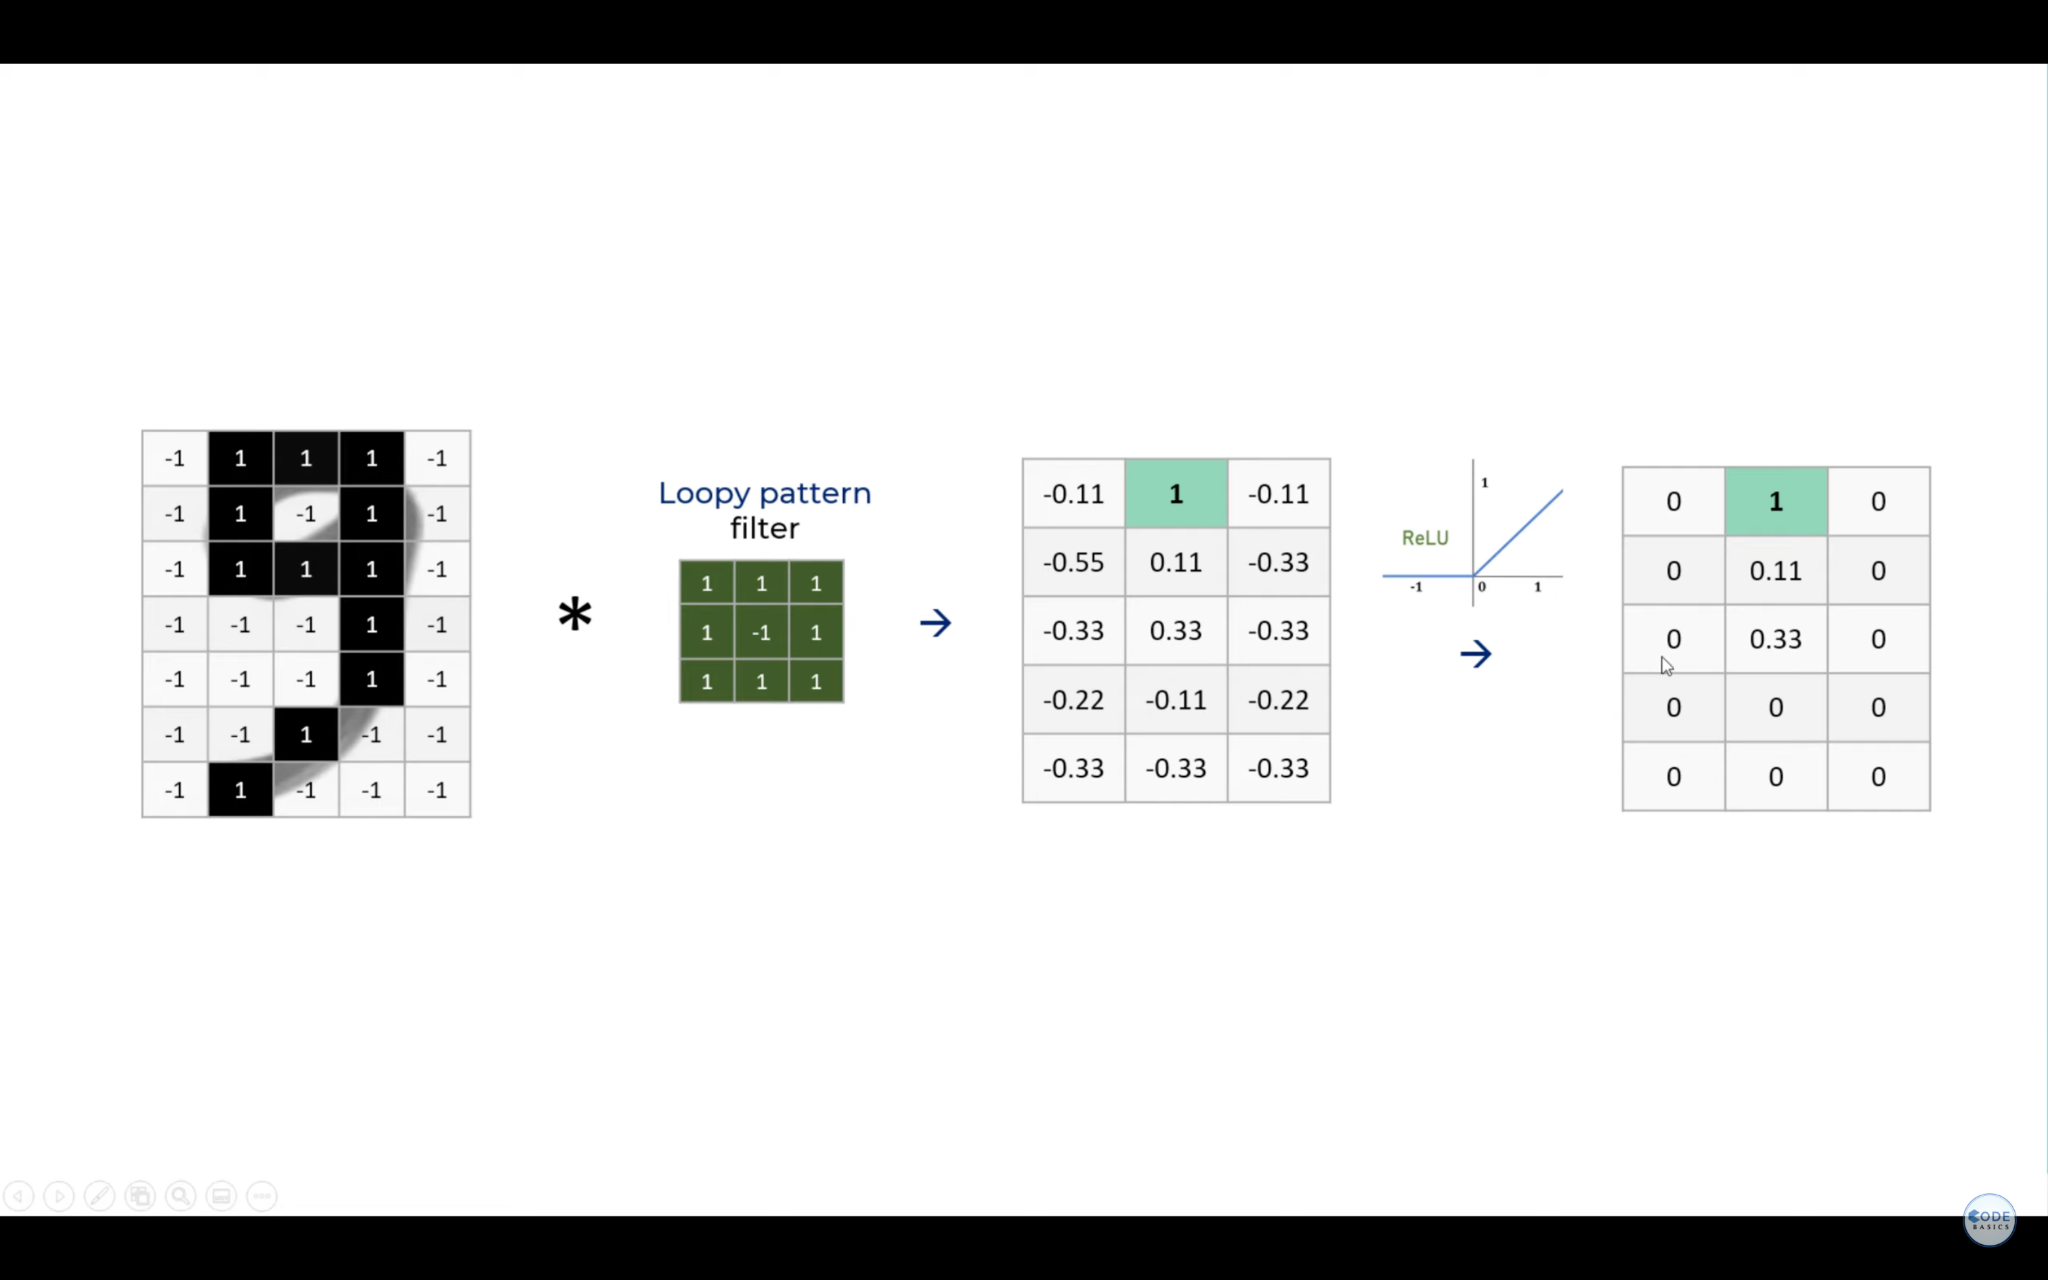 -1 1 1 1 -1
-1 1 -1 1 -1
-1 1 1 1 -1
-1 -1 -1 1 -1
-1 -1 -1 1 -1
-1 -1 1 -1 -1
-1 1 -1 -1 -1
*
Loopy pattern
filter
1 1 1
1 -1 1
1 1 1
→
-0.11 1 -0.11
-0.55 0.11 -0.33
-0.33 0.33 -0.33
-0.22 -0.11 -0.22
-0.33 -0.33 -0.33
1
ReLU
-1 0 1
→
0 1 0
0 0.11 0
0 0.33 0
0 0 0
0 0 0
CODE
BASICS